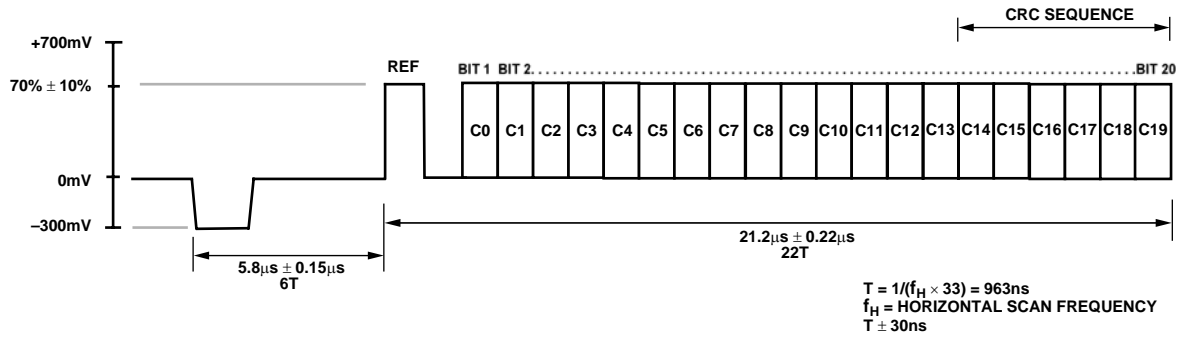 CRC SEQUENCE
+700mV
REF
BIT 1 BIT 2 BIT 20
70% ± 10%
C0 C1 C2 C3 C4 C5 C6 C7 C8 C9 C10 C11 C12 C13 C14 C15 C16 C17 C18 C19
0mV
–300mV
21.2µs ± 0.22µs
22T
5.8µs ± 0.15µs
6T
T = 1/(fH × 33) = 963ns
fH = HORIZONTAL SCAN FREQUENCY
T ± 30ns